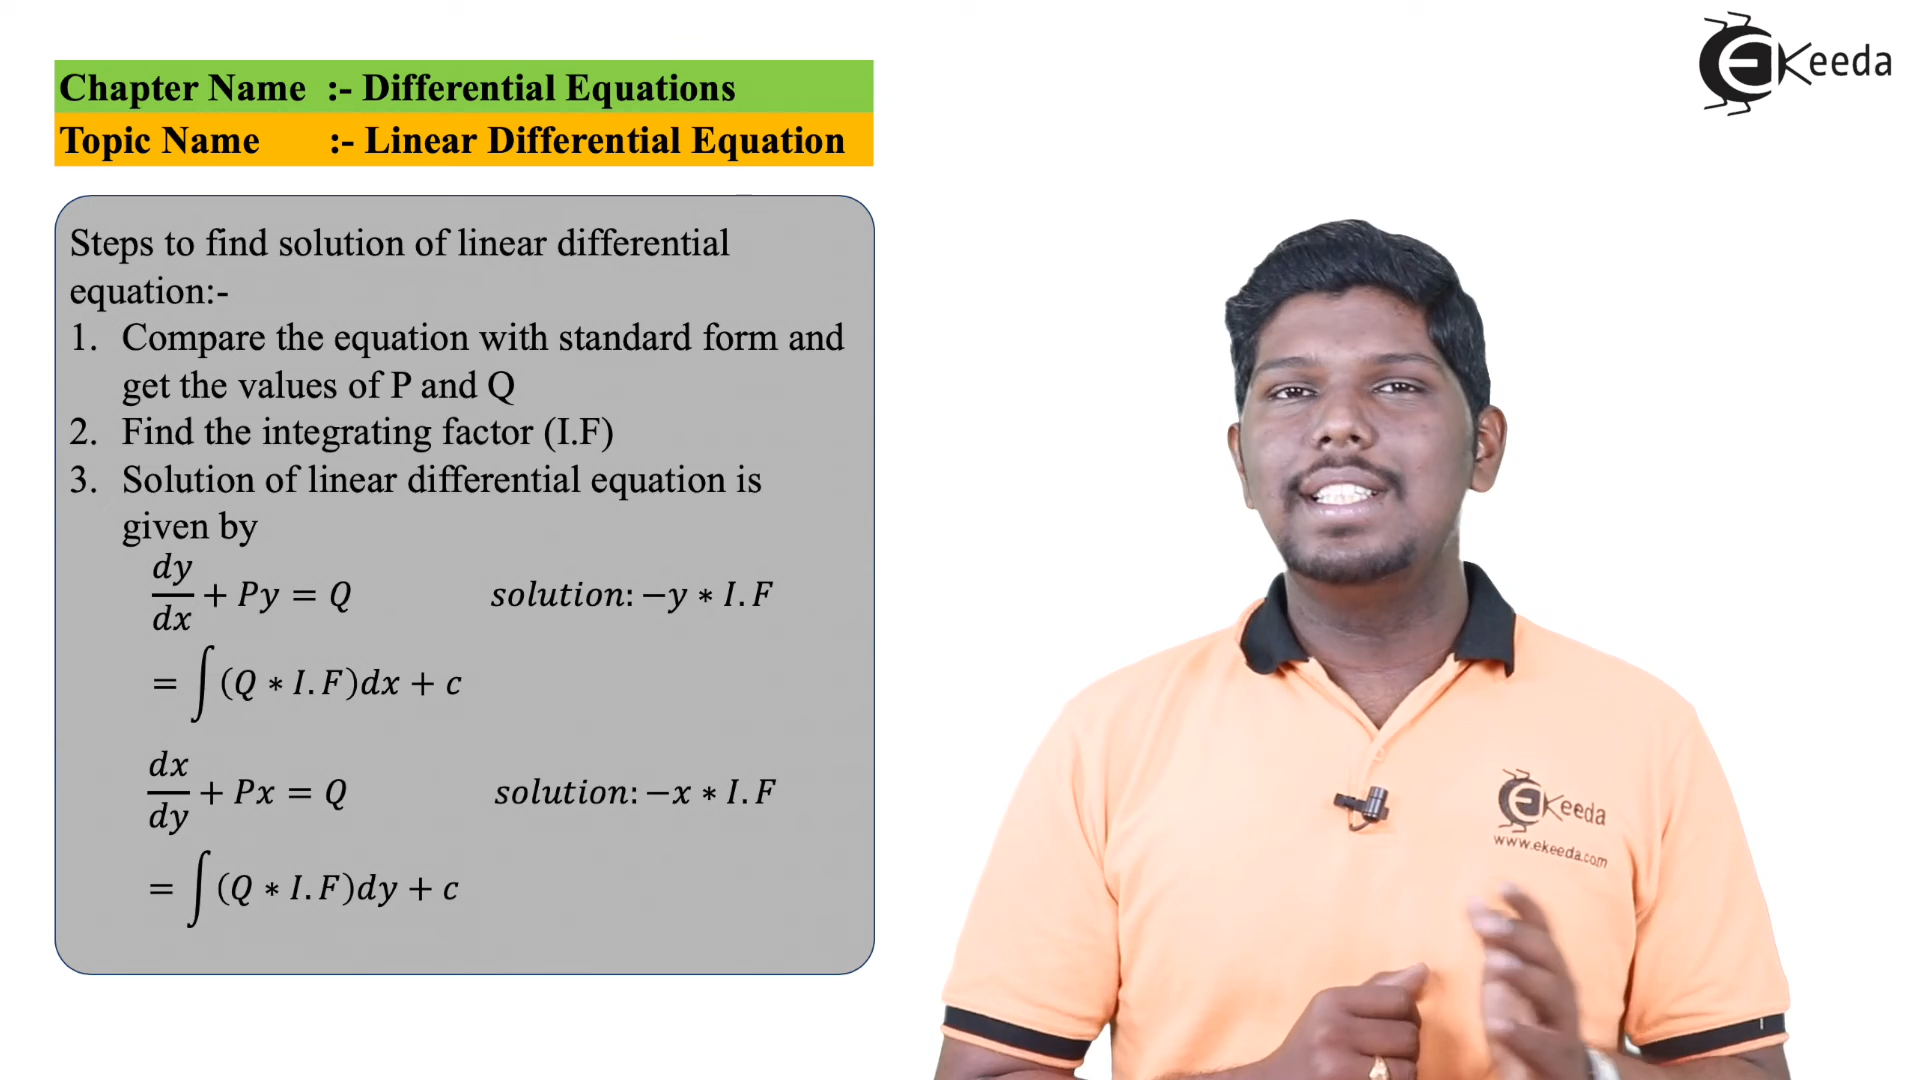 Chapter Name :- Differential Equations
Topic Name :- Linear Differential Equation
Ekeeda
Steps to find solution of linear differential
equation:-
1. Compare the equation with standard form and
get the values of P and Q
2. Find the integrating factor (I.F)
3. Solution of linear differential equation is
given by
dy/dx + Py = Q solution:−y ∗ I.F
= ∫(Q ∗ I.F)dx + c
dx/dy + Px = Q solution:−x ∗ I.F
= ∫(Q ∗ I.F)dy + c
Ekeeda
www.ekeeda.com